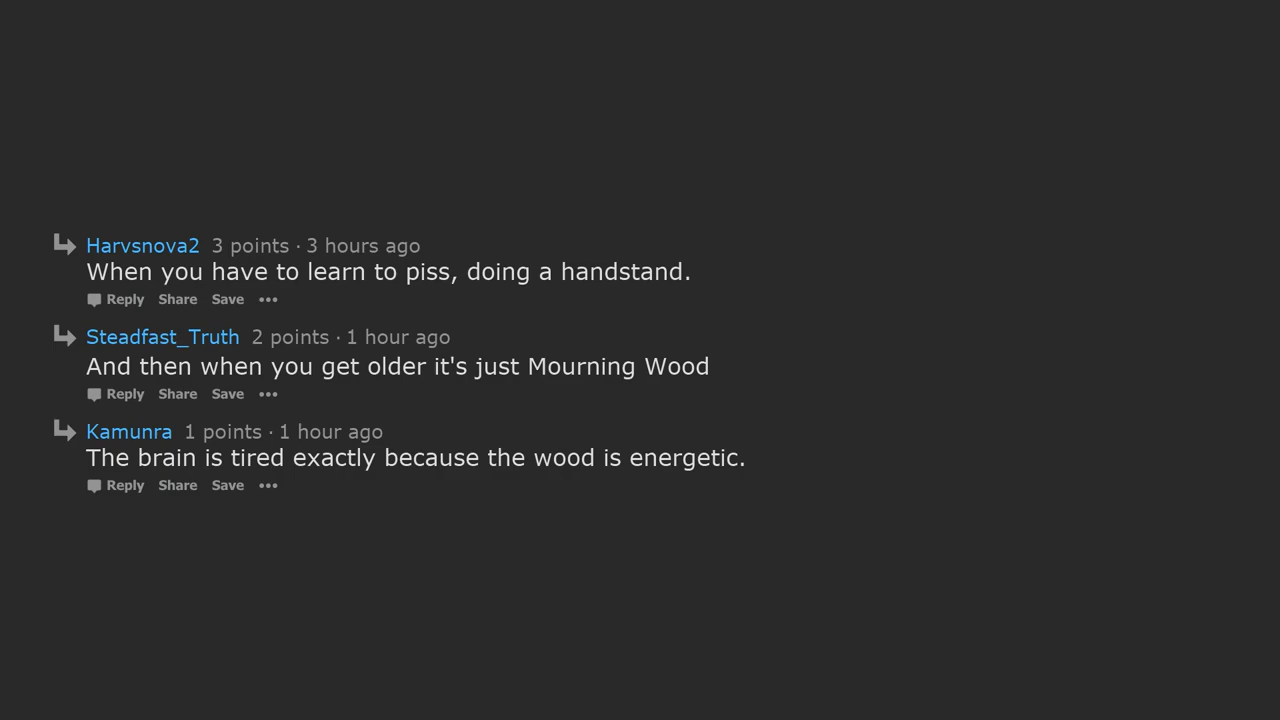 Harvsnova2 3 points · 3 hours ago
When you have to learn to piss, doing a handstand.
Reply Share Save •••
Steadfast_Truth 2 points · 1 hour ago
And then when you get older it's just Mourning Wood
Reply Share Save •••
Kamunra 1 points · 1 hour ago
The brain is tired exactly because the wood is energetic.
Reply Share Save •••